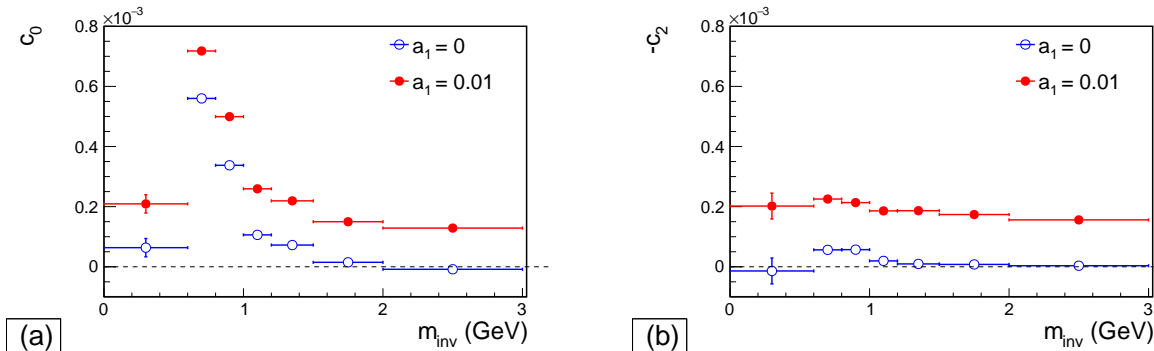 ×10⁻³
c₀
0.8
0.6
0.4
0.2
0
a₁ = 0
a₁ = 0.01
0 1 2 3
m_inv (GeV)
(a)
×10⁻³
-c₂
0.8
0.6
0.4
0.2
0
a₁ = 0
a₁ = 0.01
0 1 2 3
m_inv (GeV)
(b)